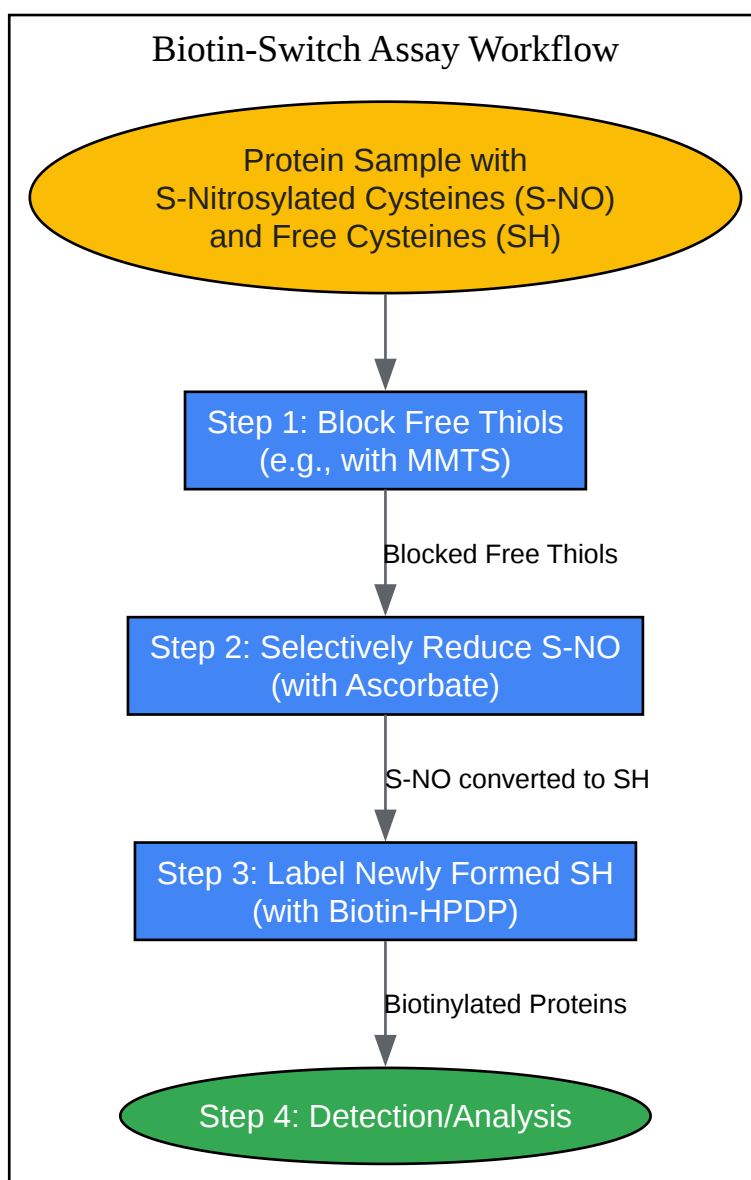 Biotin-Switch Assay Workflow
Protein Sample with
S-Nitrosylated Cysteines (S-NO)
and Free Cysteines (SH)
Step 1: Block Free Thiols
(e.g., with MMTS)
Blocked Free Thiols
Step 2: Selectively Reduce S-NO
(with Ascorbate)
S-NO converted to SH
Step 3: Label Newly Formed SH
(with Biotin-HPDP)
Biotinylated Proteins
Step 4: Detection/Analysis